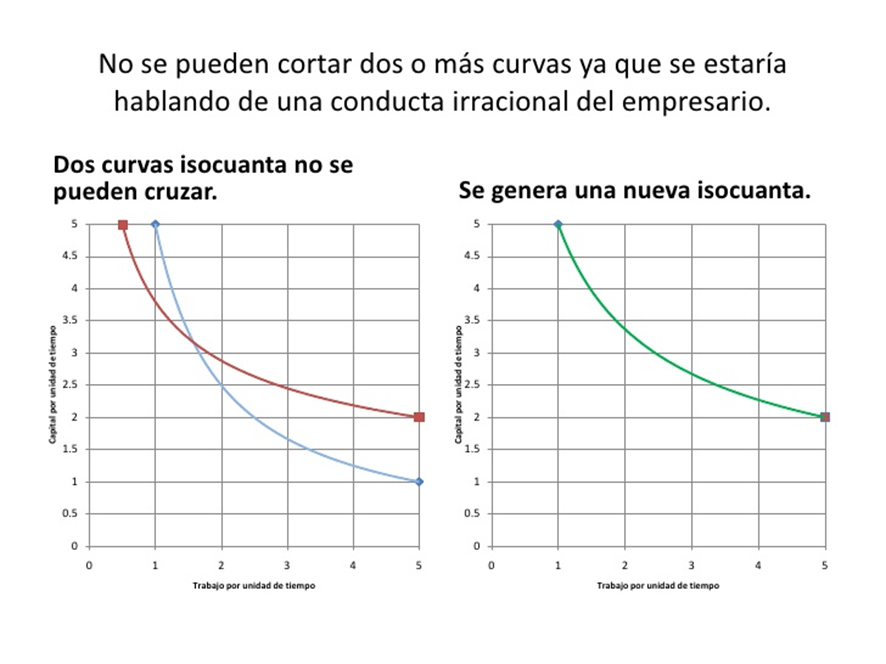 No se pueden cortar dos o más curvas ya que se estaría
hablando de una conducta irracional del empresario.
Dos curvas isocuanta no se
pueden cruzar.
Capital por unidad de tiempo
5
4.5
4
3.5
3
2.5
2
1.5
1
0.5
0
0 1 2 3 4 5
Trabajo por unidad de tiempo
Se genera una nueva isocuanta.
Capital por unidad de tiempo
5
4.5
4
3.5
3
2.5
2
1.5
1
0.5
0
0 1 2 3 4 5
Trabajo por unidad de tiempo